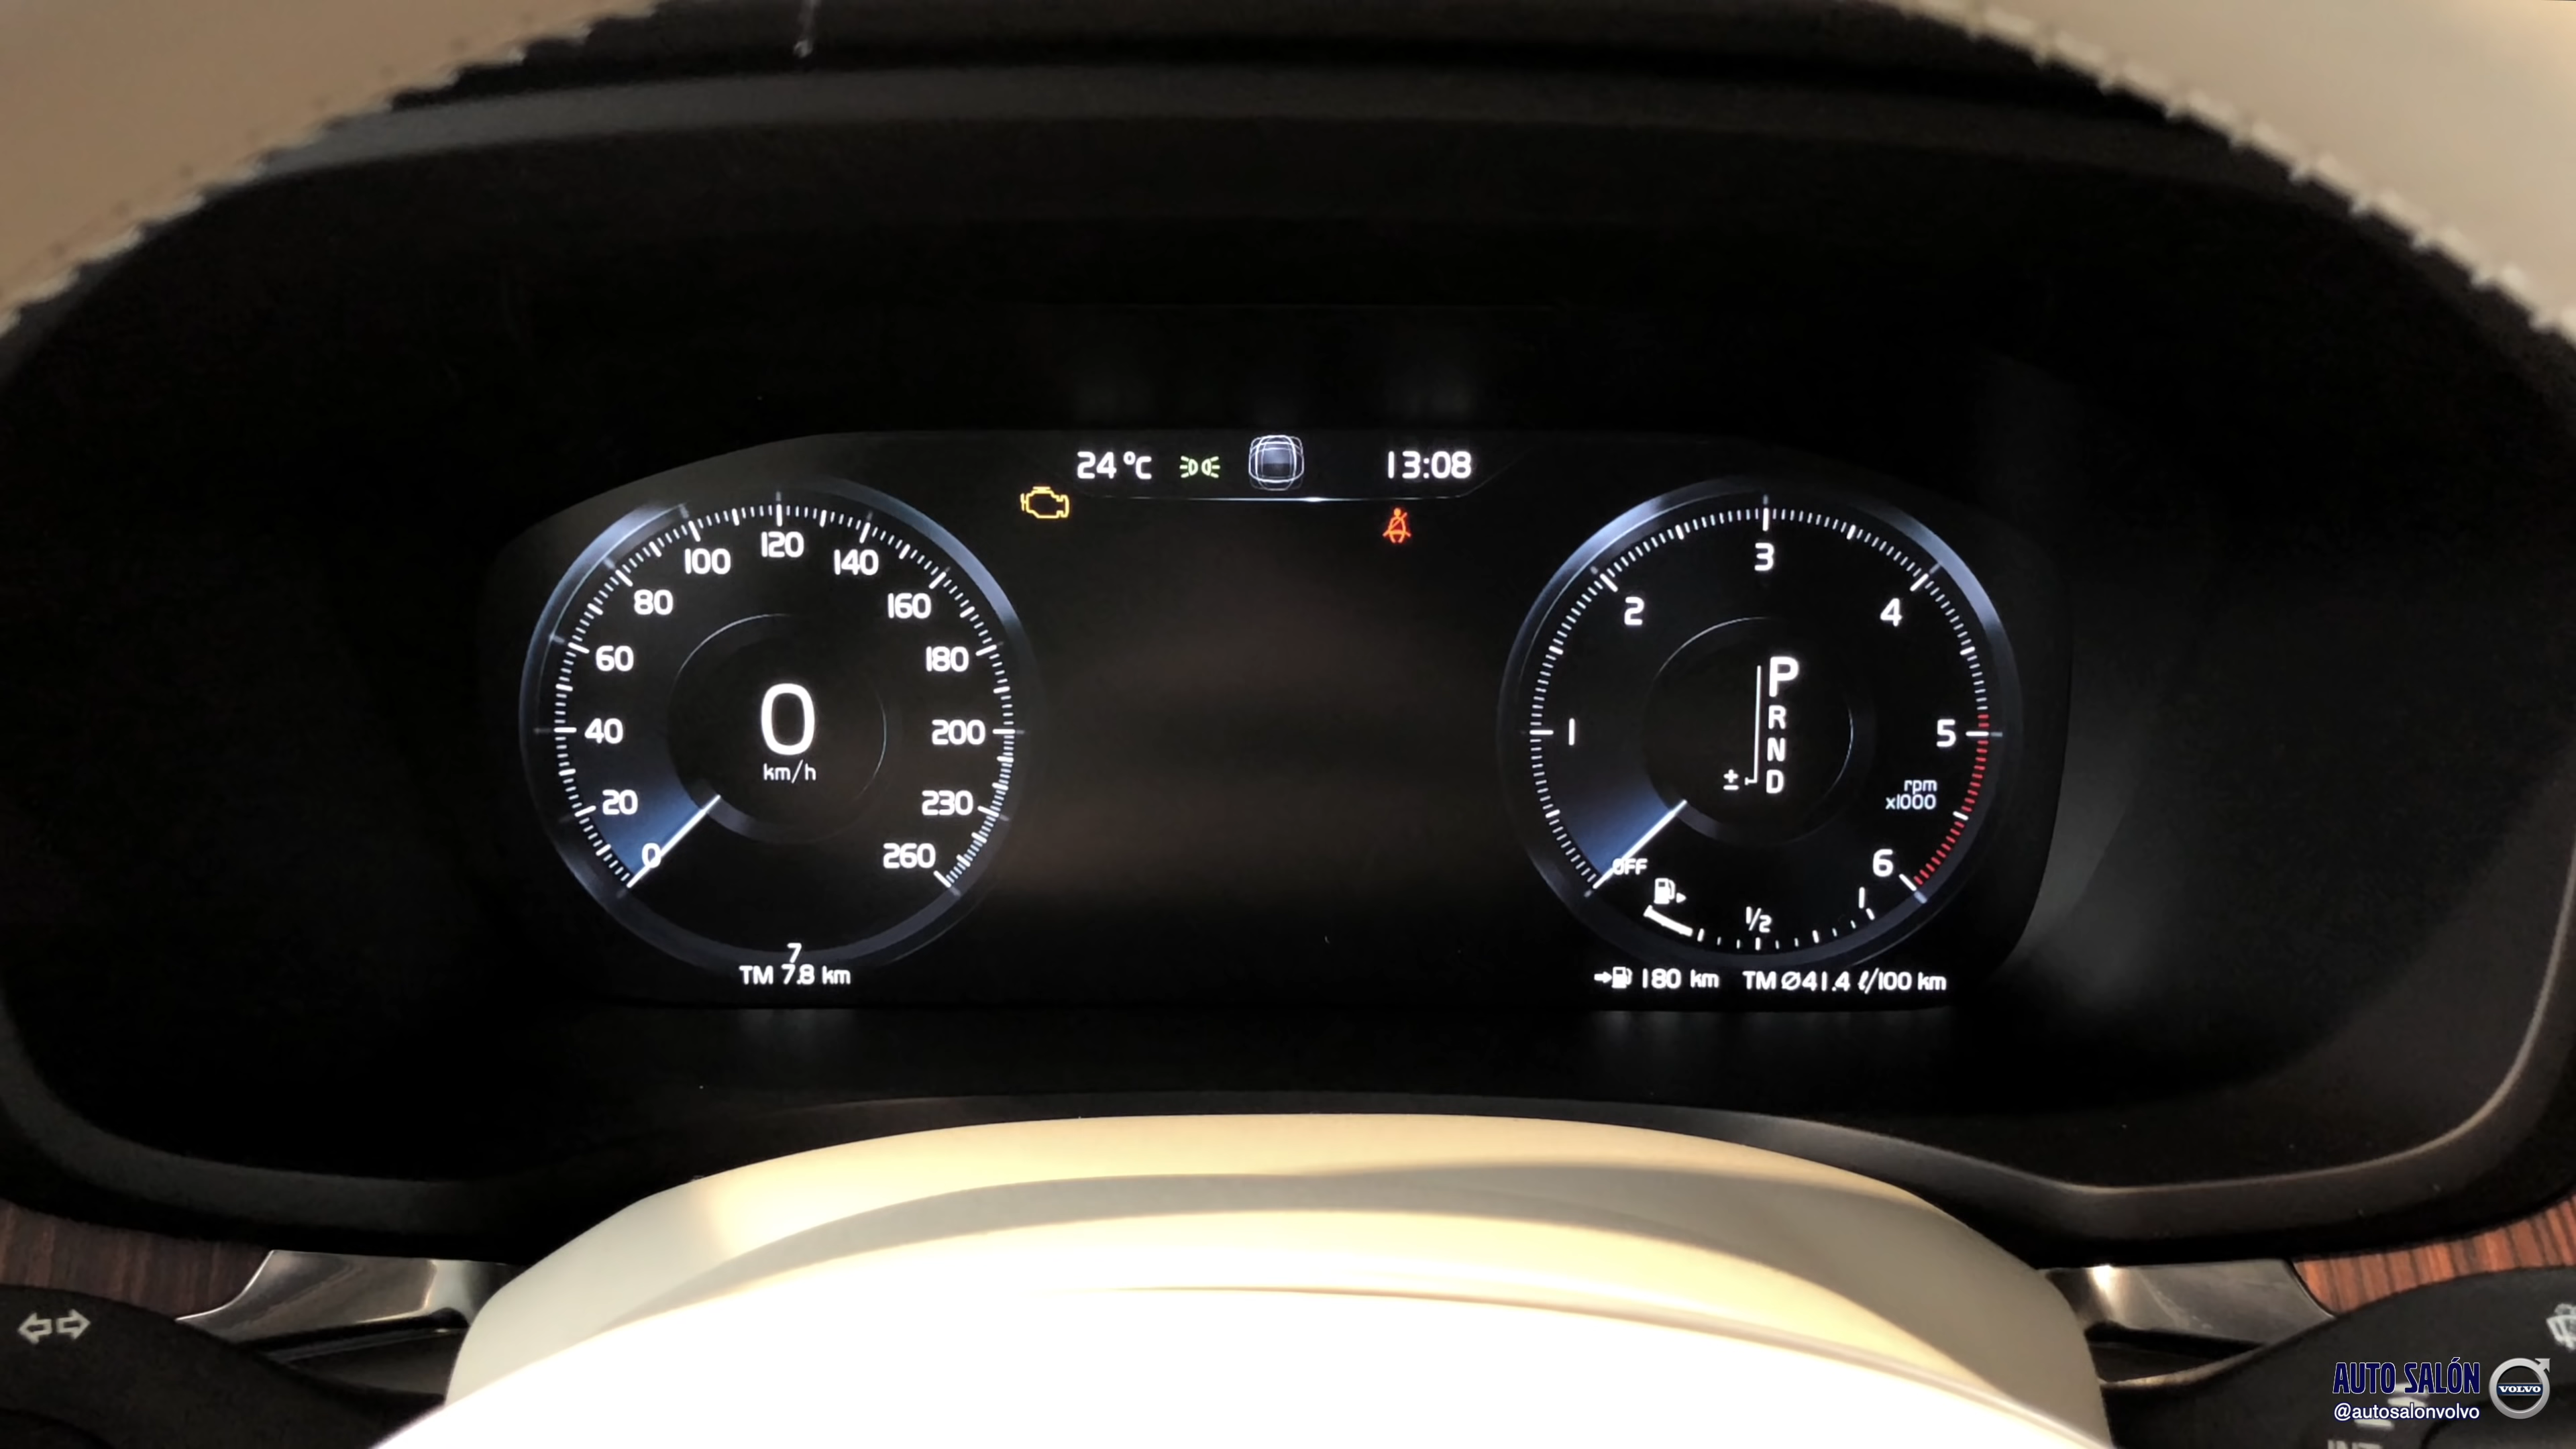 24 °C
13:08
0
20
40
60
80
100
120
140
160
180
200
230
260
0
km/h
7
TM 7.8 km
OFF
1
2
3
4
5
6
rpm
x1000
P
R
N
D
±
1/2
1
180 km TM Ø41.4 ℓ/100 km
AUTO SALÓN
VOLVO
@autosalonvolvo